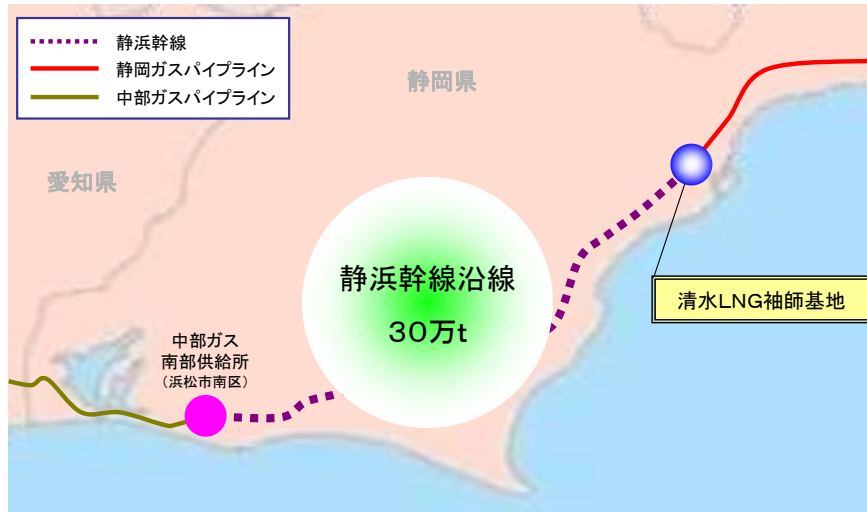 静浜幹線
静岡ガスパイプライン
中部ガスパイプライン
静岡県
愛知県
静浜幹線沿線
30万t
清水LNG袖師基地
中部ガス
南部供給所
（浜松市南区）